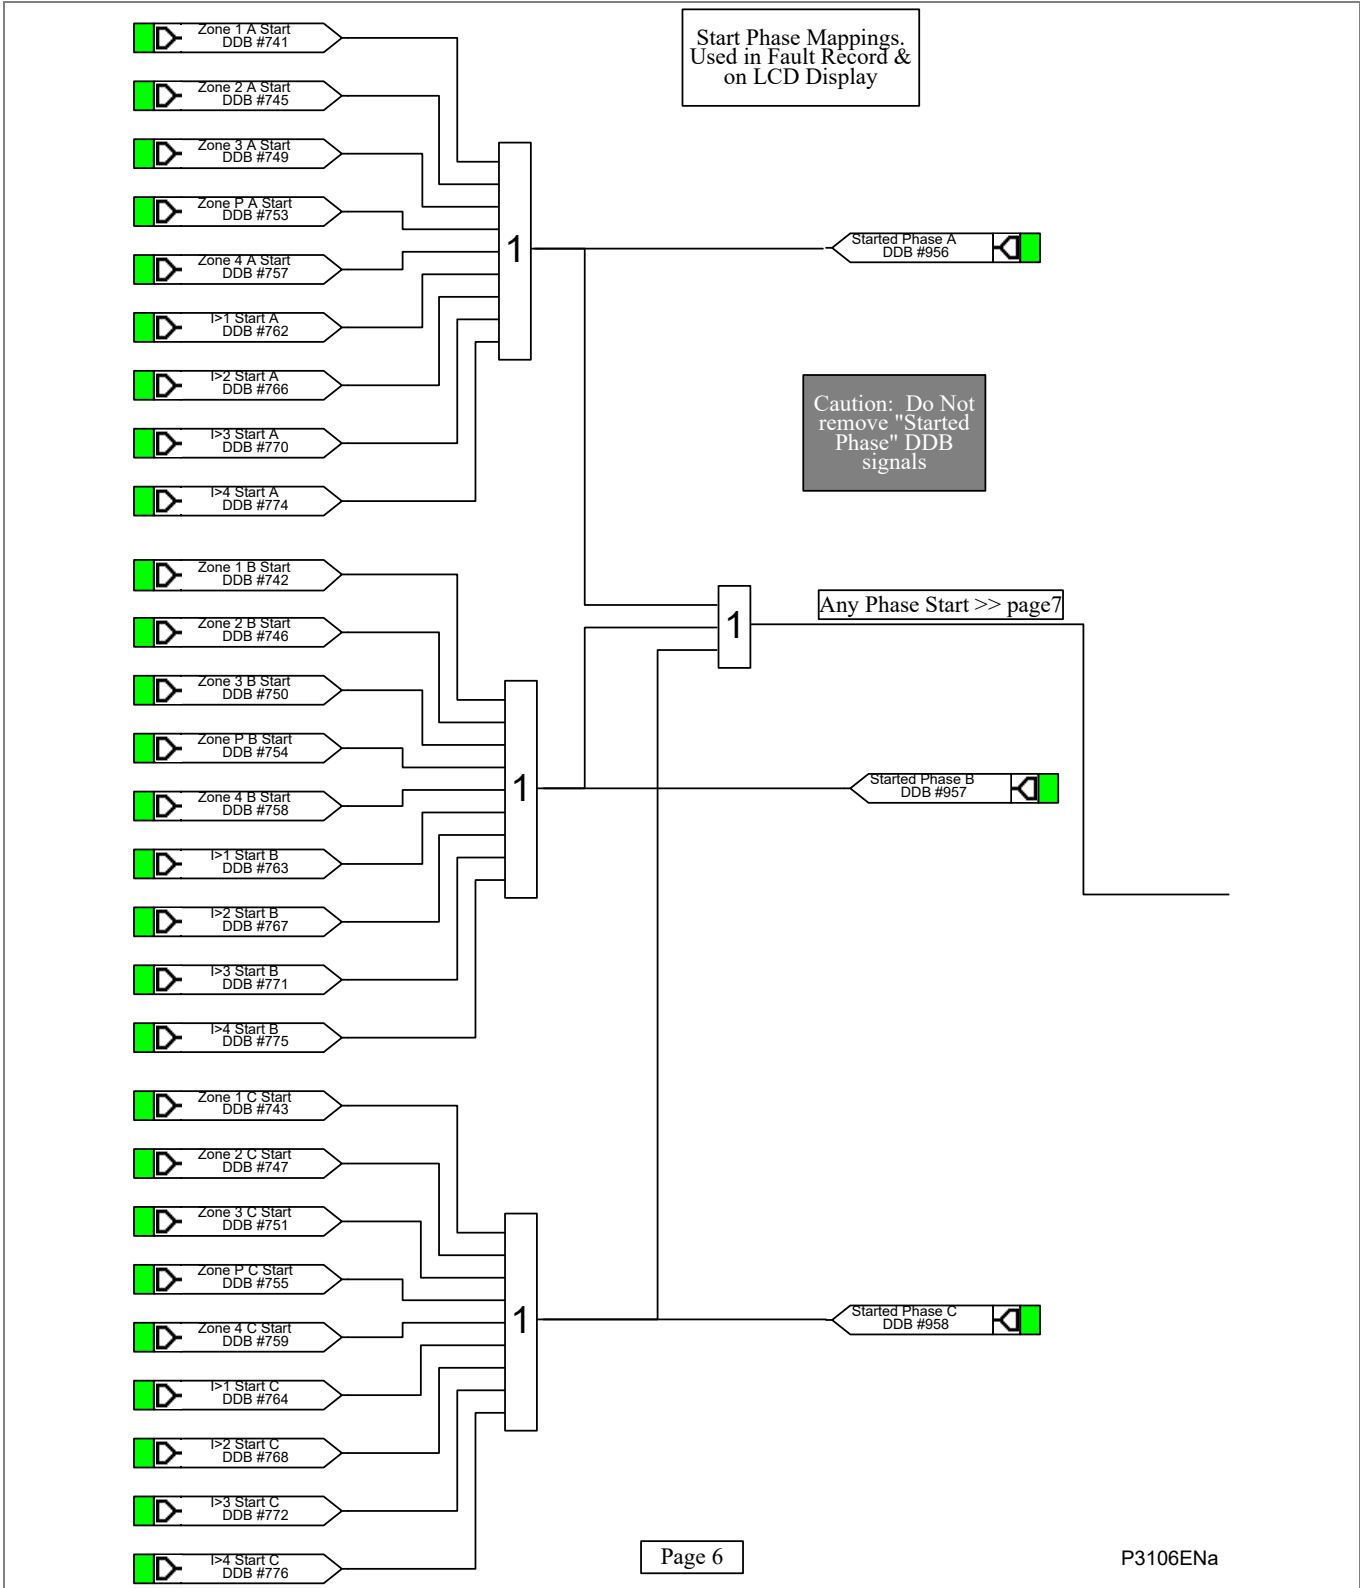 Zone 1 A Start
DDB #741
Zone 2 A Start
DDB #745
Zone 3 A Start
DDB #749
Zone P A Start
DDB #753
Zone 4 A Start
DDB #757
I>1 Start A
DDB #762
I>2 Start A
DDB #766
I>3 Start A
DDB #770
I>4 Start A
DDB #774
1
Start Phase Mappings.
Used in Fault Record &
on LCD Display
Started Phase A
DDB #956
Caution:  Do Not
remove "Started
Phase" DDB
signals
Zone 1 B Start
DDB #742
Zone 2 B Start
DDB #746
Zone 3 B Start
DDB #750
Zone P B Start
DDB #754
Zone 4 B Start
DDB #758
I>1 Start B
DDB #763
I>2 Start B
DDB #767
I>3 Start B
DDB #771
I>4 Start B
DDB #775
1
1
Any Phase Start >> page7
Started Phase B
DDB #957
Zone 1 C Start
DDB #743
Zone 2 C Start
DDB #747
Zone 3 C Start
DDB #751
Zone P C Start
DDB #755
Zone 4 C Start
DDB #759
I>1 Start C
DDB #764
I>2 Start C
DDB #768
I>3 Start C
DDB #772
I>4 Start C
DDB #776
1
Started Phase C
DDB #958
Page 6
P3106ENa